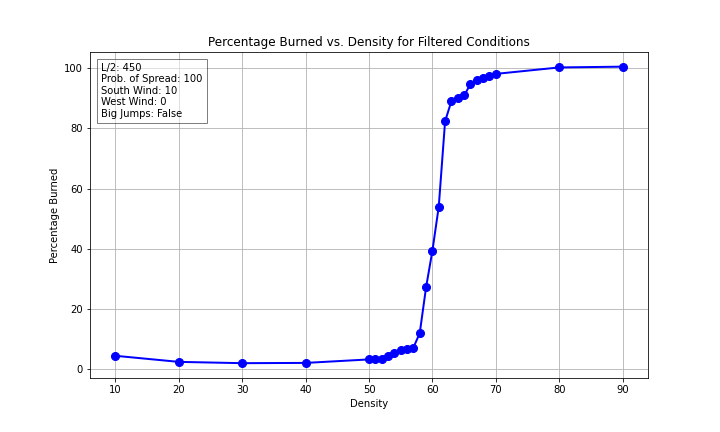 Percentage Burned vs. Density for Filtered Conditions
L/2: 450
Prob. of Spread: 100
South Wind: 10
West Wind: 0
Big Jumps: False
Percentage Burned
100
80
60
40
20
0
10 20 30 40 50 60 70 80 90
Density